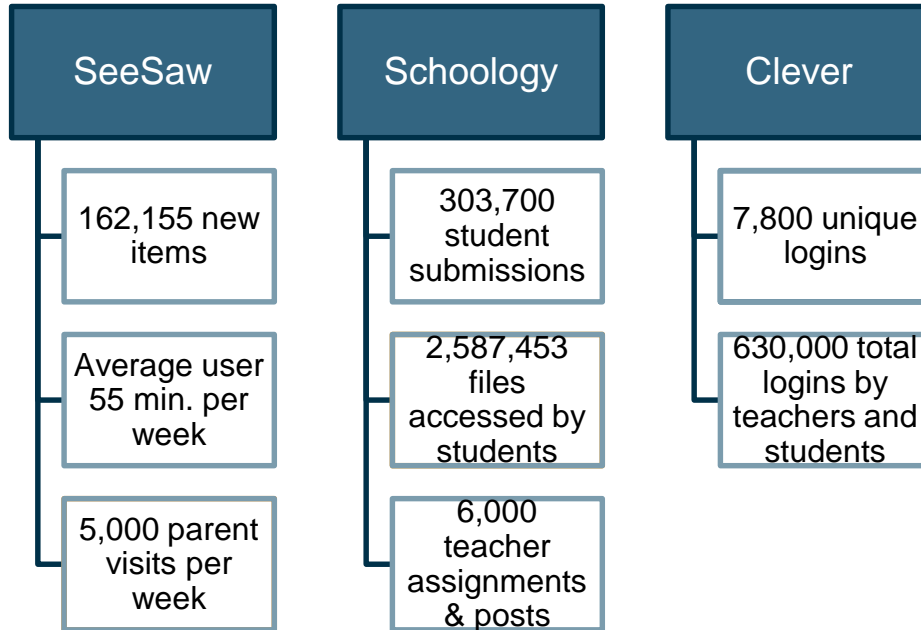 SeeSaw
162,155 new
items
Average user
55 min. per
week
5,000 parent
visits per
week
Schoology
303,700
student
submissions
2,587,453
files
accessed by
students
6,000
teacher
assignments
& posts
Clever
7,800 unique
logins
630,000 total
logins by
teachers and
students